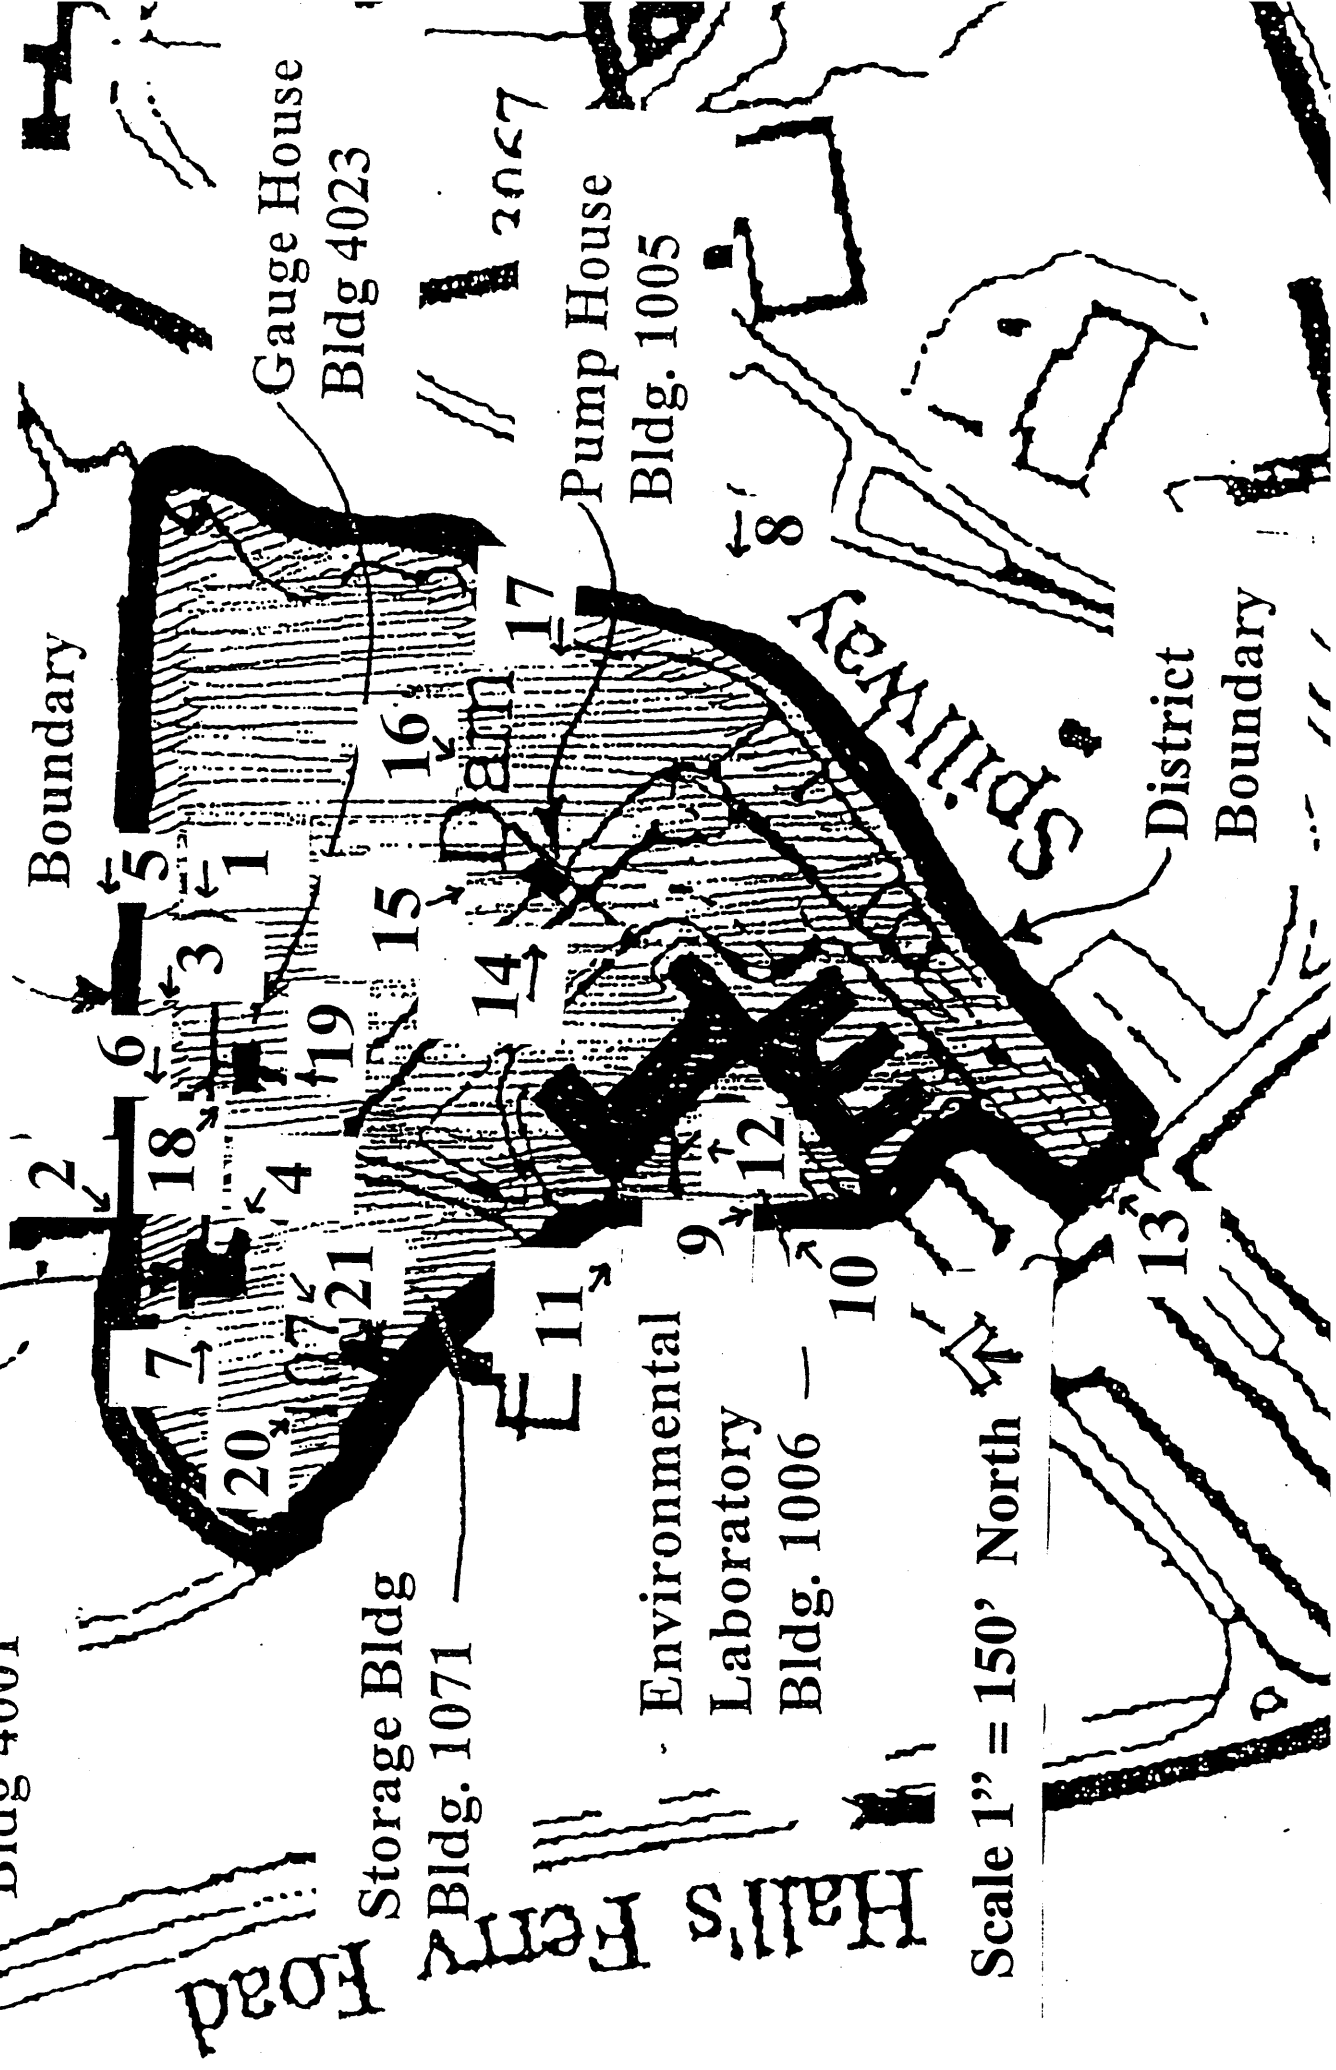 Gauge House
Bldg 4023
Pump House
Bldg. 1005
Boundary
5
1
3
6
19
18
2
4
7
21
20
17
16
Dam
15
14
LAKE
12
9
11
10
13
8
Spillway
District
Boundary
Environmental
Laboratory
Bldg. 1006
Storage Bldg
Bldg. 1071
Hall's Ferry Road
Scale 1" = 150' North